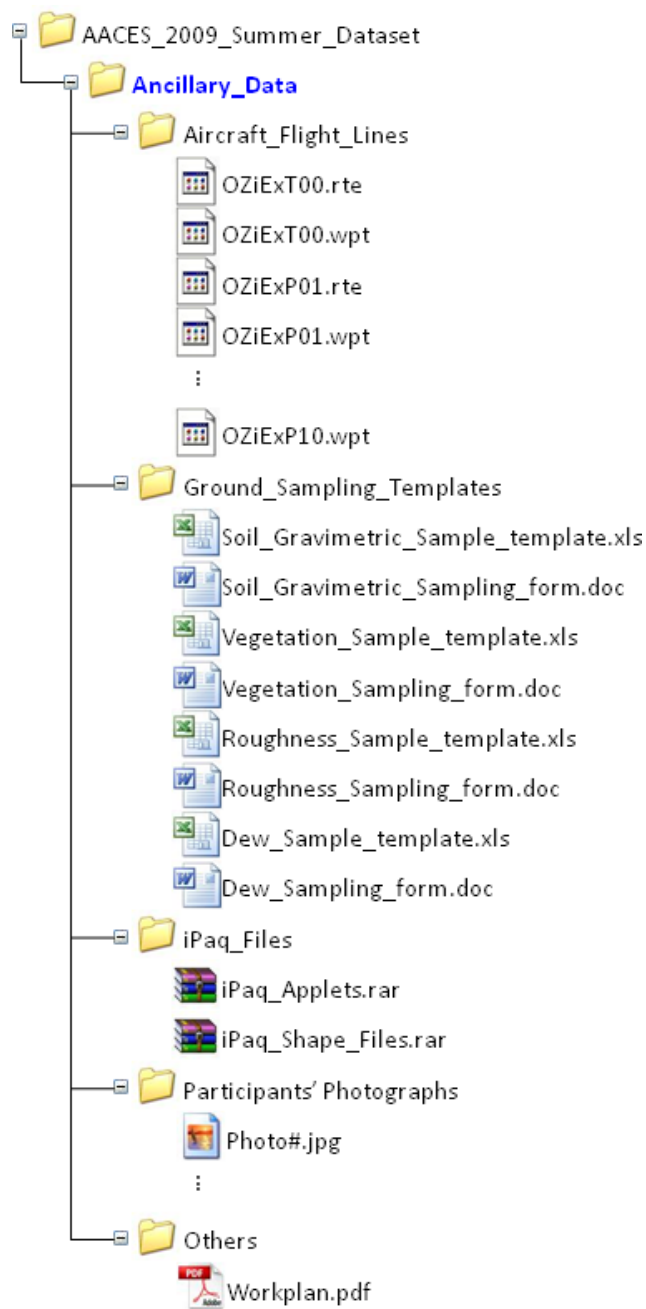 AACES_2009_Summer_Dataset
Ancillary_Data
Aircraft_Flight_Lines
OZiExT00.rte
OZiExT00.wpt
OZiExP01.rte
OZiExP01.wpt
⋮
OZiExP10.wpt
Ground_Sampling_Templates
Soil_Gravimetric_Sample_template.xls
Soil_Gravimetric_Sampling_form.doc
Vegetation_Sample_template.xls
Vegetation_Sampling_form.doc
Roughness_Sample_template.xls
Roughness_Sampling_form.doc
Dew_Sample_template.xls
Dew_Sampling_form.doc
iPaq_Files
iPaq_Applets.rar
iPaq_Shape_Files.rar
Participants’ Photographs
Photo#.jpg
⋮
Others
Workplan.pdf